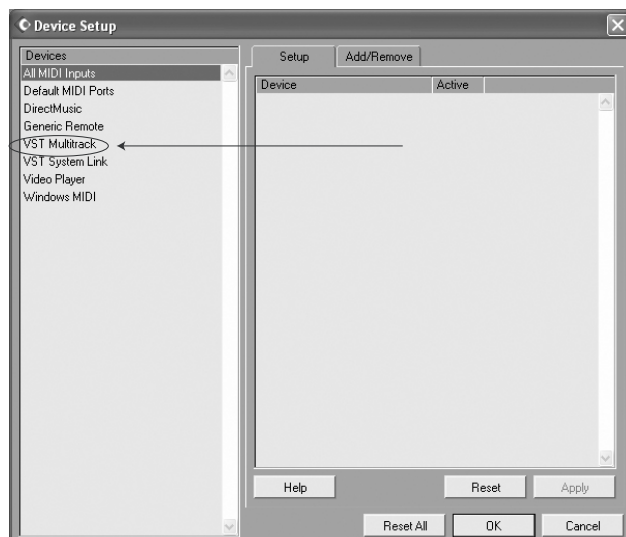 Device Setup
Devices
All MIDI Inputs
Default MIDI Ports
DirectMusic
Generic Remote
VST Multitrack
VST System Link
Video Player
Windows MIDI
Setup
Add/Remove
Device Active
Help
Reset
Apply
Reset All
OK
Cancel